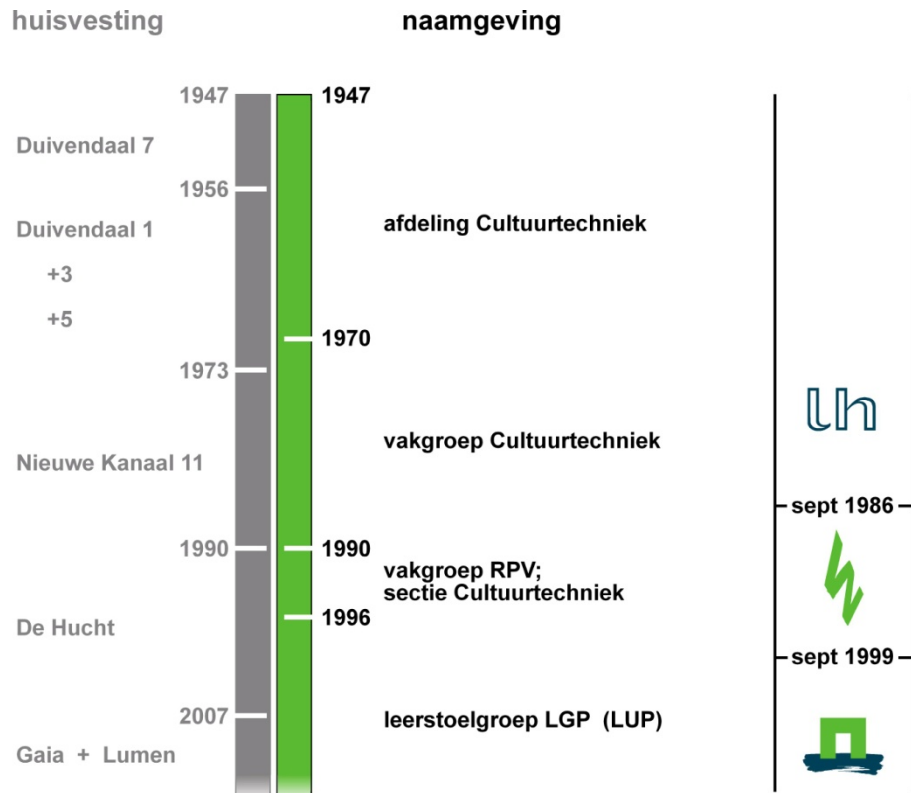 huisvesting
naamgeving
1947
1947
Duivendaal 7
1956
Duivendaal 1
afdeling Cultuurtechniek
+3
+5
1970
1973
lh
vakgroep Cultuurtechniek
Nieuwe Kanaal 11
sept 1986
1990
1990
vakgroep RPV;
sectie Cultuurtechniek
1996
De Hucht
sept 1999
2007
leerstoelgroep LGP (LUP)
Gaia + Lumen